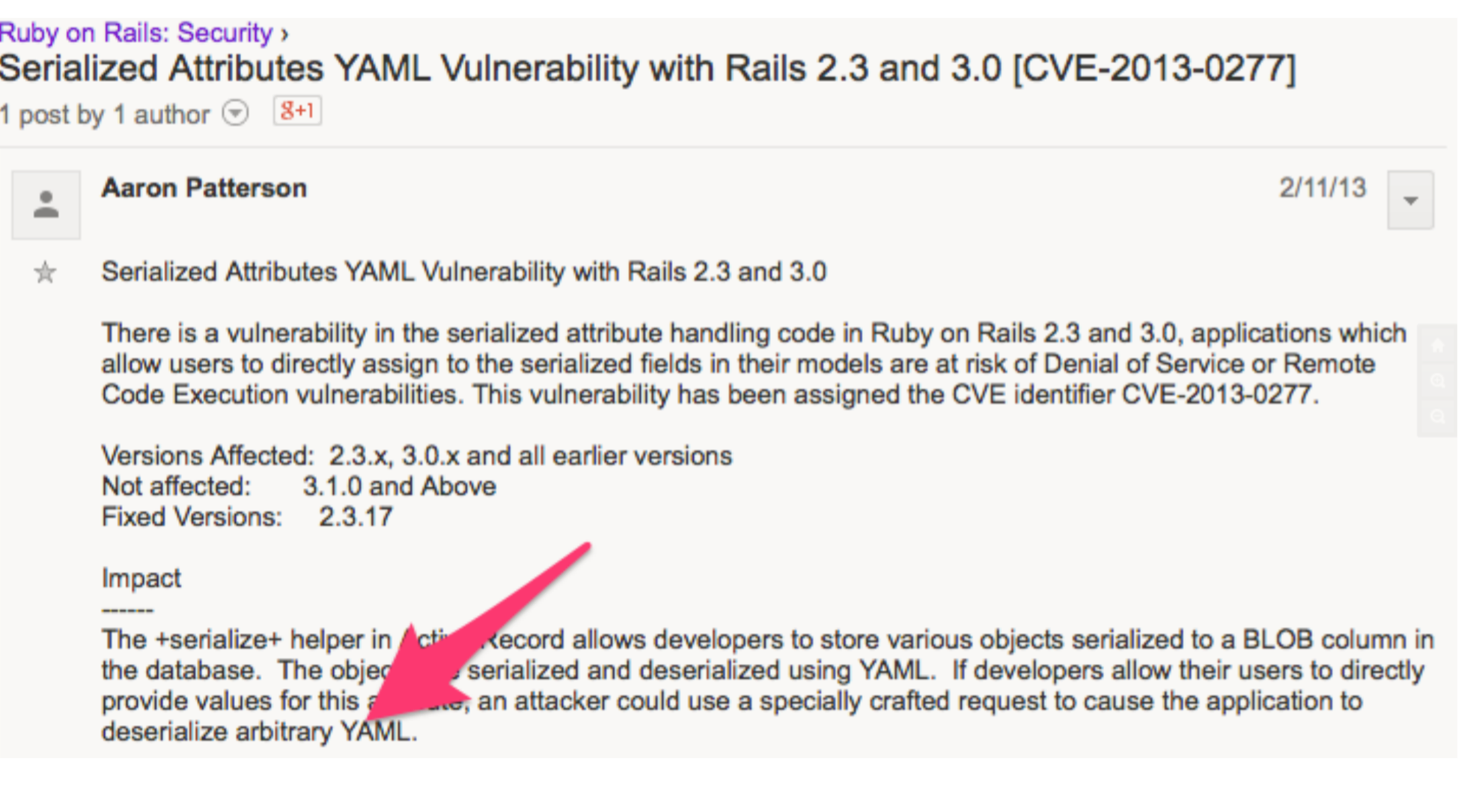 Ruby on Rails: Security ›
Serialized Attributes YAML Vulnerability with Rails 2.3 and 3.0 [CVE-2013-0277]
1 post by 1 author g+1
Aaron Patterson 2/11/13
Serialized Attributes YAML Vulnerability with Rails 2.3 and 3.0
There is a vulnerability in the serialized attribute handling code in Ruby on Rails 2.3 and 3.0, applications which
allow users to directly assign to the serialized fields in their models are at risk of Denial of Service or Remote
Code Execution vulnerabilities. This vulnerability has been assigned the CVE identifier CVE-2013-0277.
Versions Affected: 2.3.x, 3.0.x and all earlier versions
Not affected: 3.1.0 and Above
Fixed Versions: 2.3.17
Impact
------
The +serialize+ helper in Record allows developers to store various objects serialized to a BLOB column in
the database. The serialized and deserialized using YAML. If developers allow their users to directly
provide values for this an attacker could use a specially crafted request to cause the application to
deserialize arbitrary YAML.